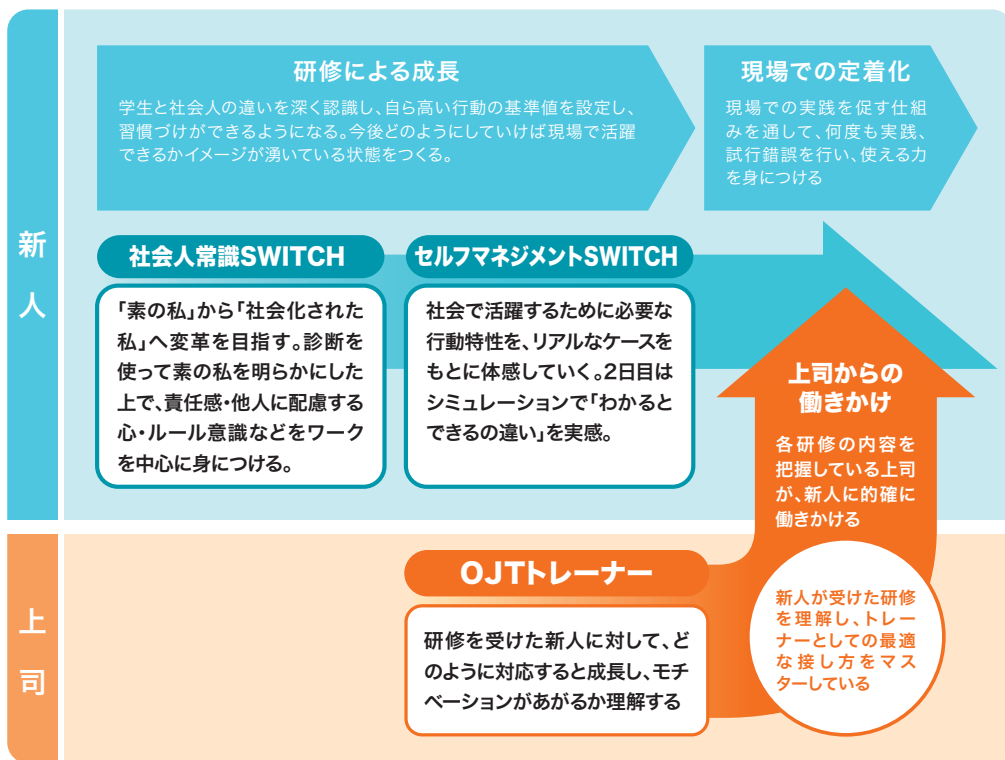 新人
研修による成長
学生と社会人の違いを深く認識し、自ら高い行動の基準値を設定し、
習慣づけができるようになる。今後どのようにしていけば現場で活躍
できるかイメージが湧いている状態をつくる。
現場での定着化
現場での実践を促す仕組
みを通して、何度も実践、
試行錯誤を行い、使える力
を身につける
社会人常識SWITCH
「素の私」から「社会化された
私」へ変革を目指す。診断を
使って素の私を明らかにした
上で、責任感・他人に配慮する
心・ルール意識などをワーク
を中心に身につける。
セルフマネジメントSWITCH
社会で活躍するために必要な
行動特性を、リアルなケースを
もとに体感していく。2日目は
シミュレーションで「わかると
できるの違い」を実感。
上司からの
働きかけ
各研修の内容を
把握している上司
が、新人に的確に
働きかける
上司
OJTトレーナー
研修を受けた新人に対して、ど
のように対応すると成長し、モチ
ベーションがあがるか理解する
新人が受けた研修
を理解し、トレー
ナーとしての最適
な接し方をマス
ターしている